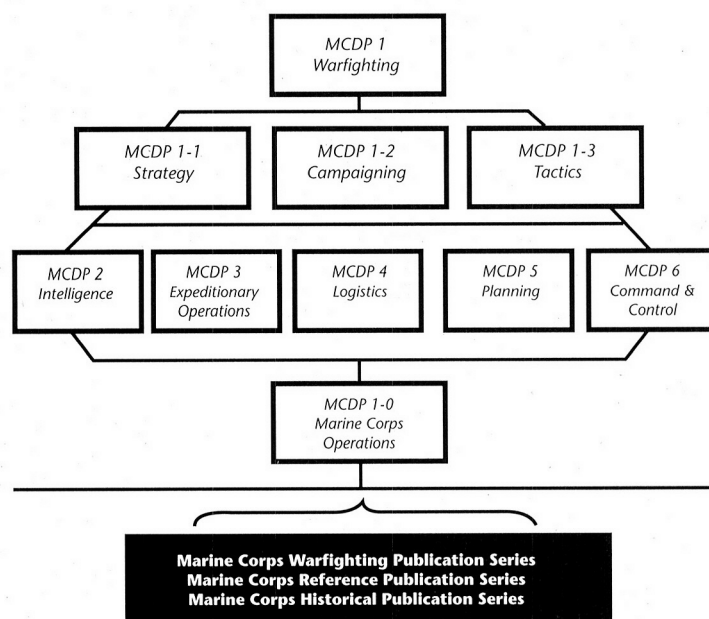 MCDP 1
Warfighting
MCDP 1-1
Strategy
MCDP 1-2
Campaigning
MCDP 1-3
Tactics
MCDP 2
Intelligence
MCDP 3
Expeditionary
Operations
MCDP 4
Logistics
MCDP 5
Planning
MCDP 6
Command &
Control
MCDP 1-0
Marine Corps
Operations
Marine Corps Warfighting Publication Series
Marine Corps Reference Publication Series
Marine Corps Historical Publication Series